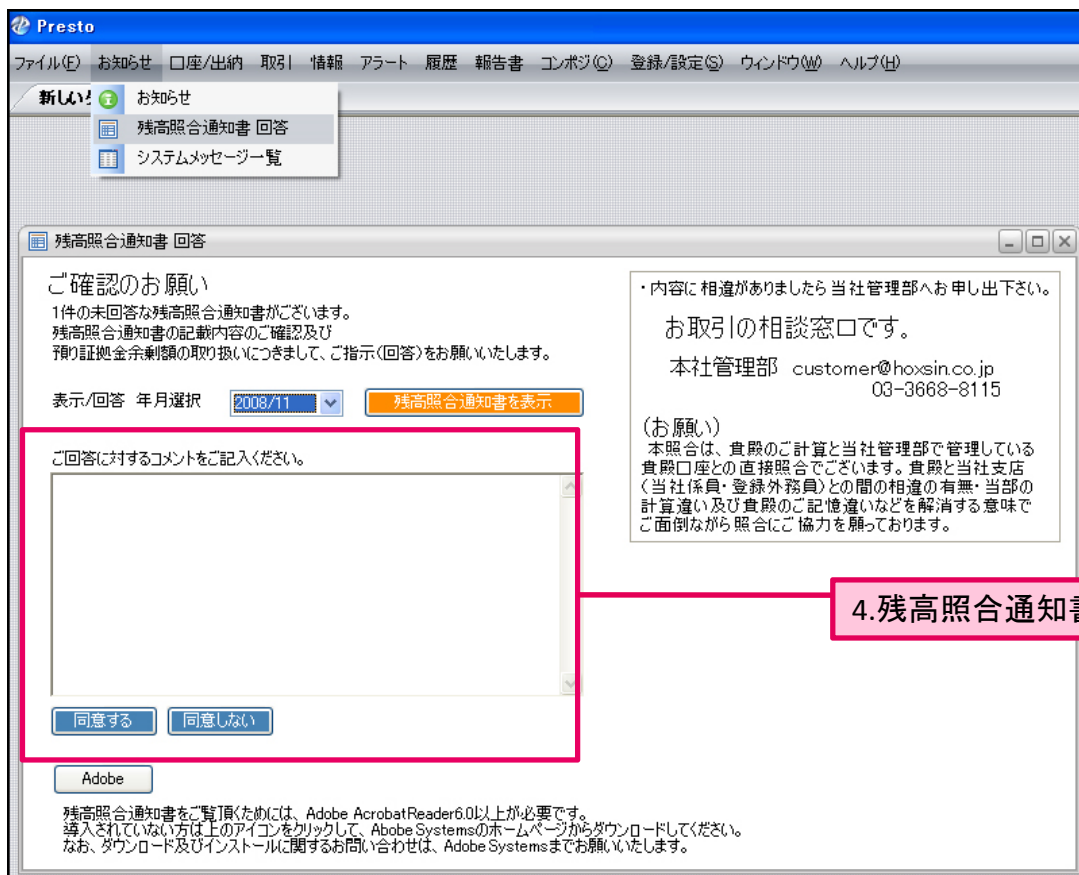 Presto
ファイル(F) お知らせ 口座/出納 取引 情報 アラート 履歴 報告書 コンポジ(C) 登録/設定(S) ウィンドウ(W) ヘルプ(H)
新しい
お知らせ
残高照合通知書 回答
システムメッセージ一覧
残高照合通知書 回答
ご確認のお願い
1件の未回答な残高照合通知書がございます。
残高照合通知書の記載内容のご確認及び
預り証拠金余剰額の取り扱いにつきまして、ご指示(回答)をお願いいたします。
表示/回答 年月選択 2008/11 残高照合通知書を表示
ご回答に対するコメントをご記入ください。
同意する 同意しない
・内容に相違がありましたら当社管理部へお申し出下さい。
お取引の相談窓口です。
本社管理部 customer@hoxsin.co.jp
03-3668-8115
(お願い)
本照合は、貴殿のご計算と当社管理部で管理している
貴殿口座との直接照合でございます。貴殿と当社支店
(当社係員・登録外務員)との間の相違の有無・当部の
計算違い及び貴殿のご記憶違いなどを解消する意味で
ご面倒ながら照合にご協力を願っております。
4.残高照合通知書
Adobe
残高照合通知書をご覧頂くためには、Adobe AcrobatReader6.0以上が必要です。
導入されていない方は上のアイコンをクリックして、Abobe Systemsのホームページからダウンロードしてください。
なお、ダウンロード及びインストールに関するお問い合わせは、Adobe Systemsまでお願いいたします。